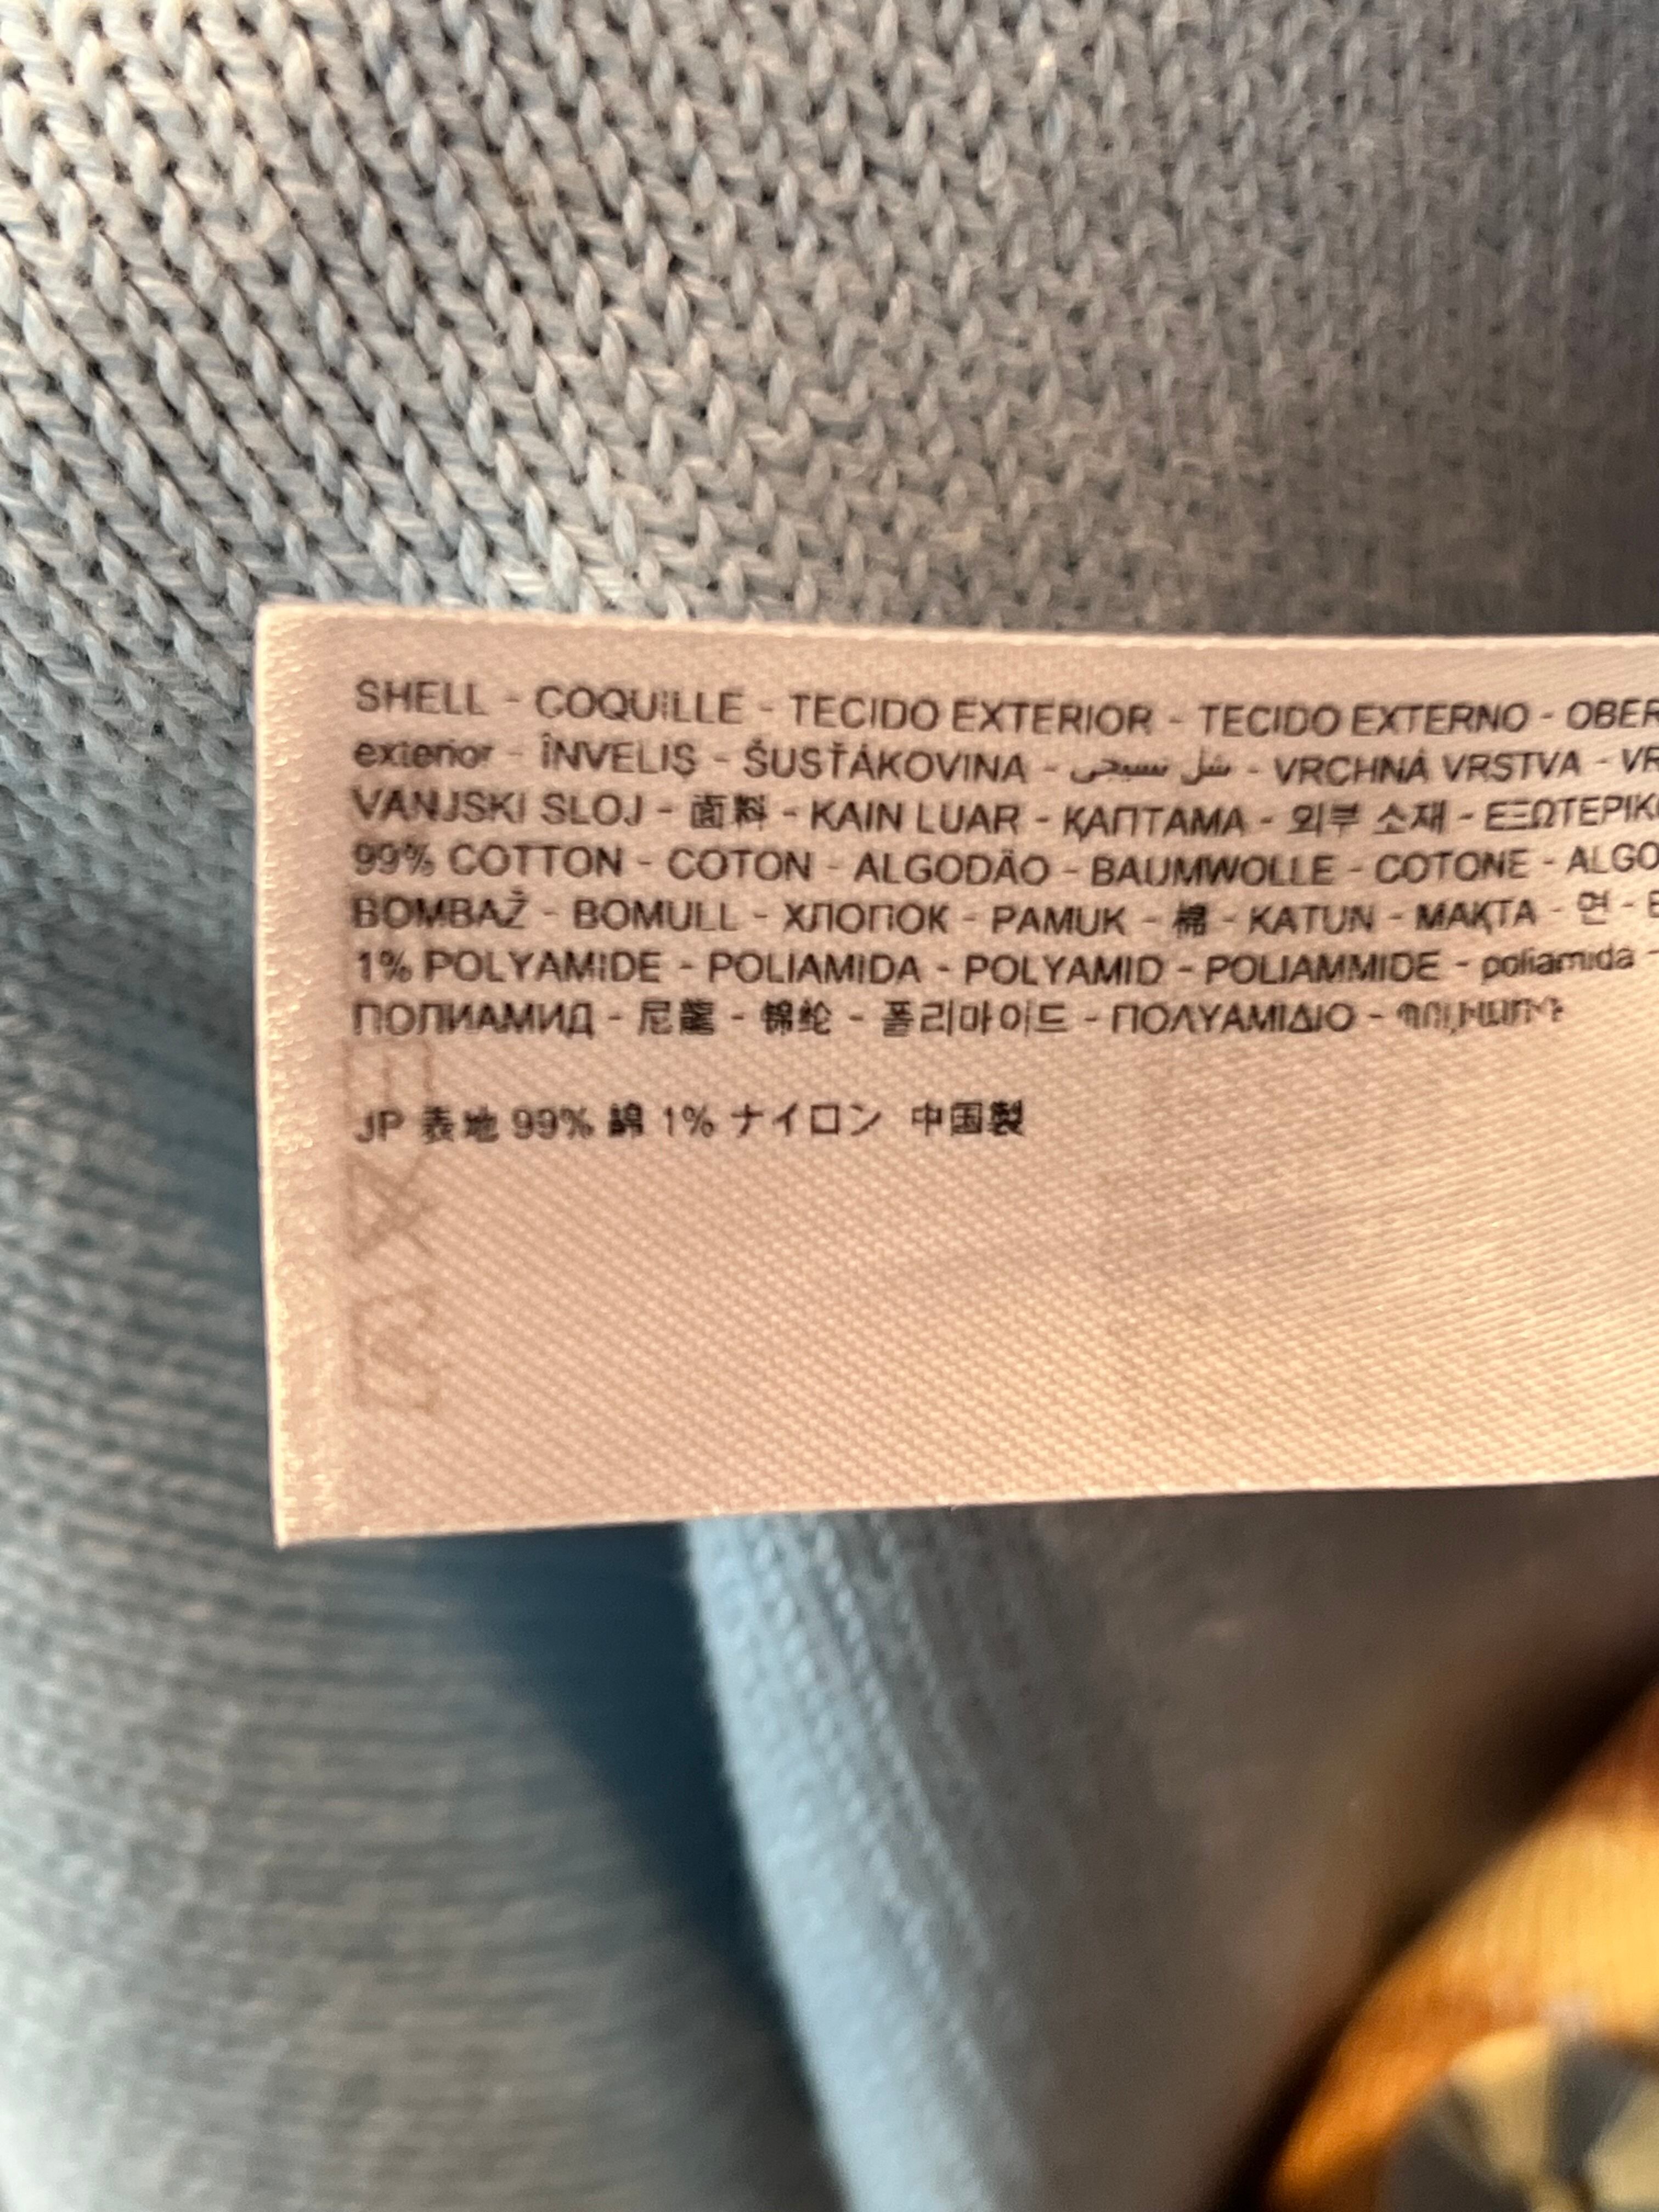 SHELL - COQUILLE - TECIDO EXTERIOR - TECIDO EXTERNO - OBER
exterior - ÎNVELIŞ - ŠUSŤÁKOVINA - شل نسيجی - VRCHNÁ VRSTVA - VR
VANJSKI SLOJ - 面料 - KAIN LUAR - ҚАПТАМА - 외부 소재 - ΕΞΩΤΕΡΙΚ
99% COTTON - COTON - ALGODÃO - BAUMWOLLE - COTONE - ALGO
BOMBAŽ - BOMULL - ХЛОПОК - PAMUK - 棉 - KATUN - МАҚТА - 면 -
1% POLYAMIDE - POLIAMIDA - POLYAMID - POLIAMMIDE - poliamida -
ПОЛИАМИД - 尼龍 - 锦纶 - 폴리마이드 - ΠΟΛΥΑΜΙΔΙΟ -
JP 表地 99% 綿 1% ナイロン 中国製